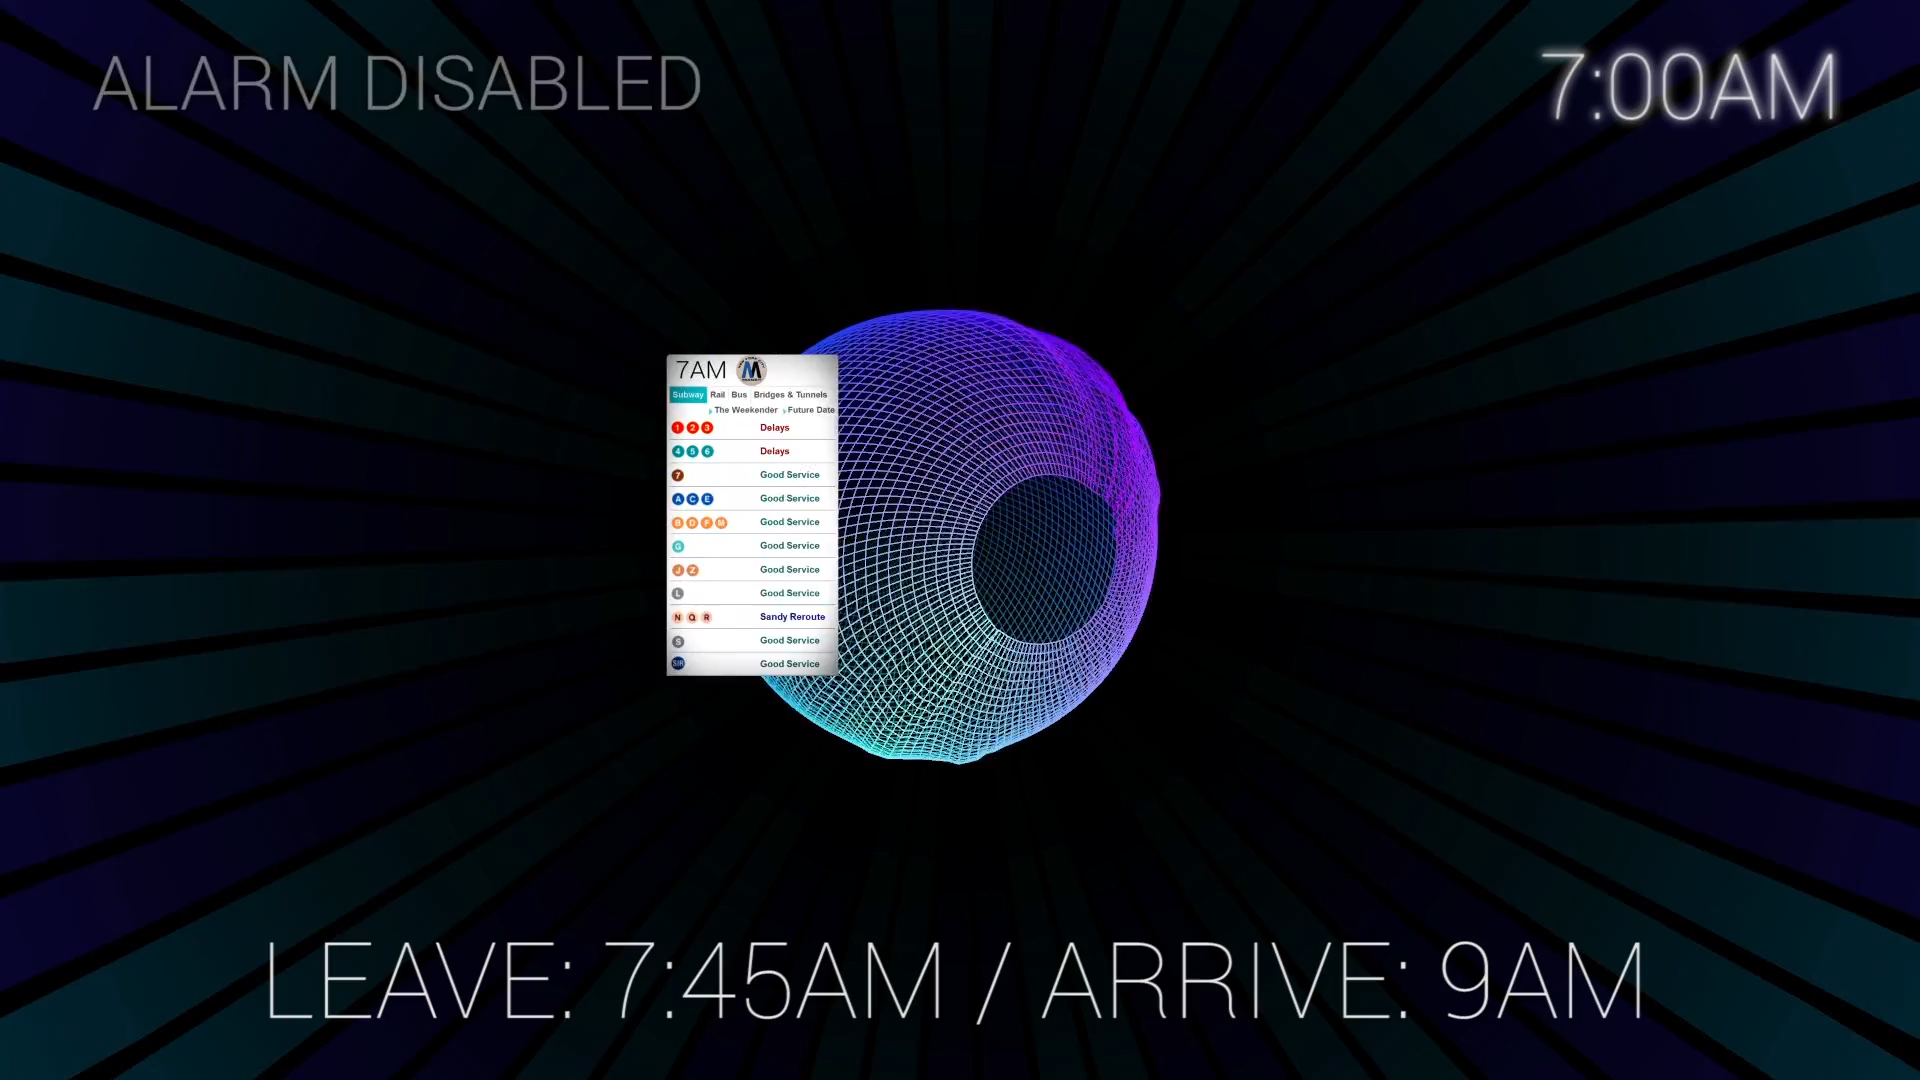 ALARM DISABLED
7:00AM
7AM M
Subway Rail Bus Bridges & Tunnels
The Weekender Future Date
1 2 3 Delays
4 5 6 Delays
7 Good Service
A C E Good Service
B D F M Good Service
G Good Service
J Z Good Service
L Good Service
N Q R Sandy Reroute
S Good Service
SIR Good Service
LEAVE: 7:45AM / ARRIVE: 9AM